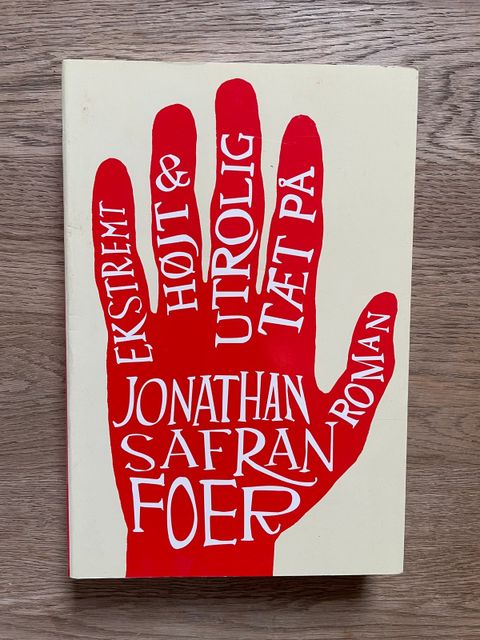 EKSTREMT
HØJT &
UTROLIG
TÆT PÅ
ROMAN
JONATHAN
SAFRAN
FOER